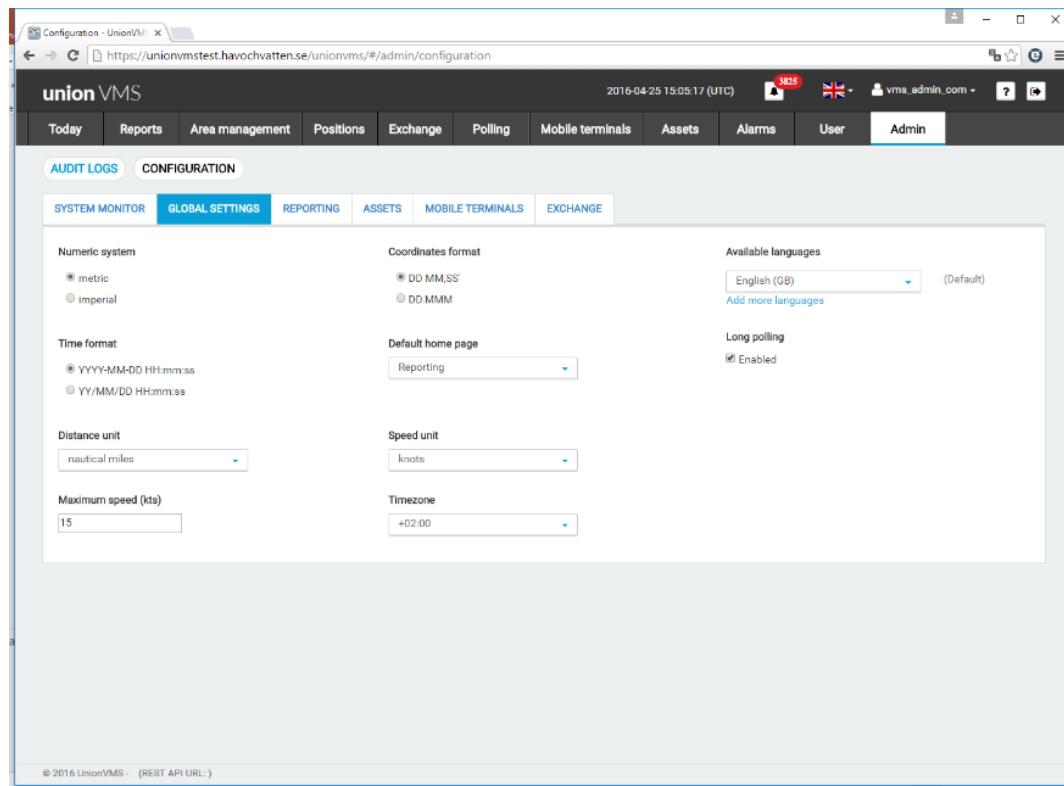 Configuration - UnionVM
https://unionvmstest.havochvatten.se/unionvms/#/admin/configuration
union VMS 2016-04-25 15:05:17 (UTC) 3825 vms_admin_com ?
Today Reports Area management Positions Exchange Polling Mobile terminals Assets Alarms User Admin
AUDIT LOGS CONFIGURATION
SYSTEM MONITOR GLOBAL SETTINGS REPORTING ASSETS MOBILE TERMINALS EXCHANGE
Numeric system Coordinates format Available languages
metric DD MM,SS' English (GB) (Default)
imperial DD.MMM Add more languages
Time format Default home page Long polling
YYYY-MM-DD HH:mm:ss Reporting Enabled
YY/MM/DD HH:mm:ss
Distance unit Speed unit
nautical miles knots
Maximum speed (kts) Timezone
15 +02:00
© 2016 UnionVMS - (REST API URL: )